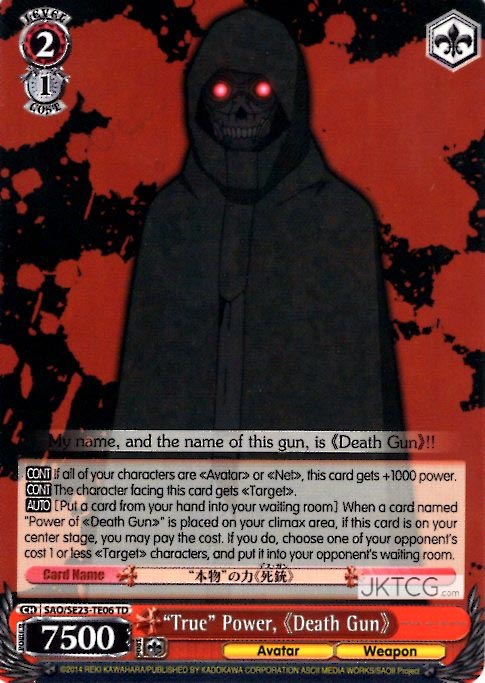 LEVEL
2
1
COST
My name, and the name of this gun, is 《Death Gun》!!
CONT If all of your characters are «Avatar» or «Net», this card gets +1000 power.
CONT The character facing this card gets «Target».
AUTO [Put a card from your hand into your waiting room] When a card named
"Power of «Death Gun»" is placed on your climax area, if this card is on your
center stage, you may pay the cost. If you do, choose one of your opponent's
cost 1 or less «Target» characters, and put it into your opponent's waiting room.
Card Name
“本物”の力《死銃》
JKTCG.com
CH SAO/SE23-TE06 TD
“True” Power, 《Death Gun》
POWER
7500
SOUL
Avatar
Weapon
©2014 REKI KAWAHARA/PUBLISHED BY KADOKAWA CORPORATION ASCII MEDIA WORKS/SAOII Project